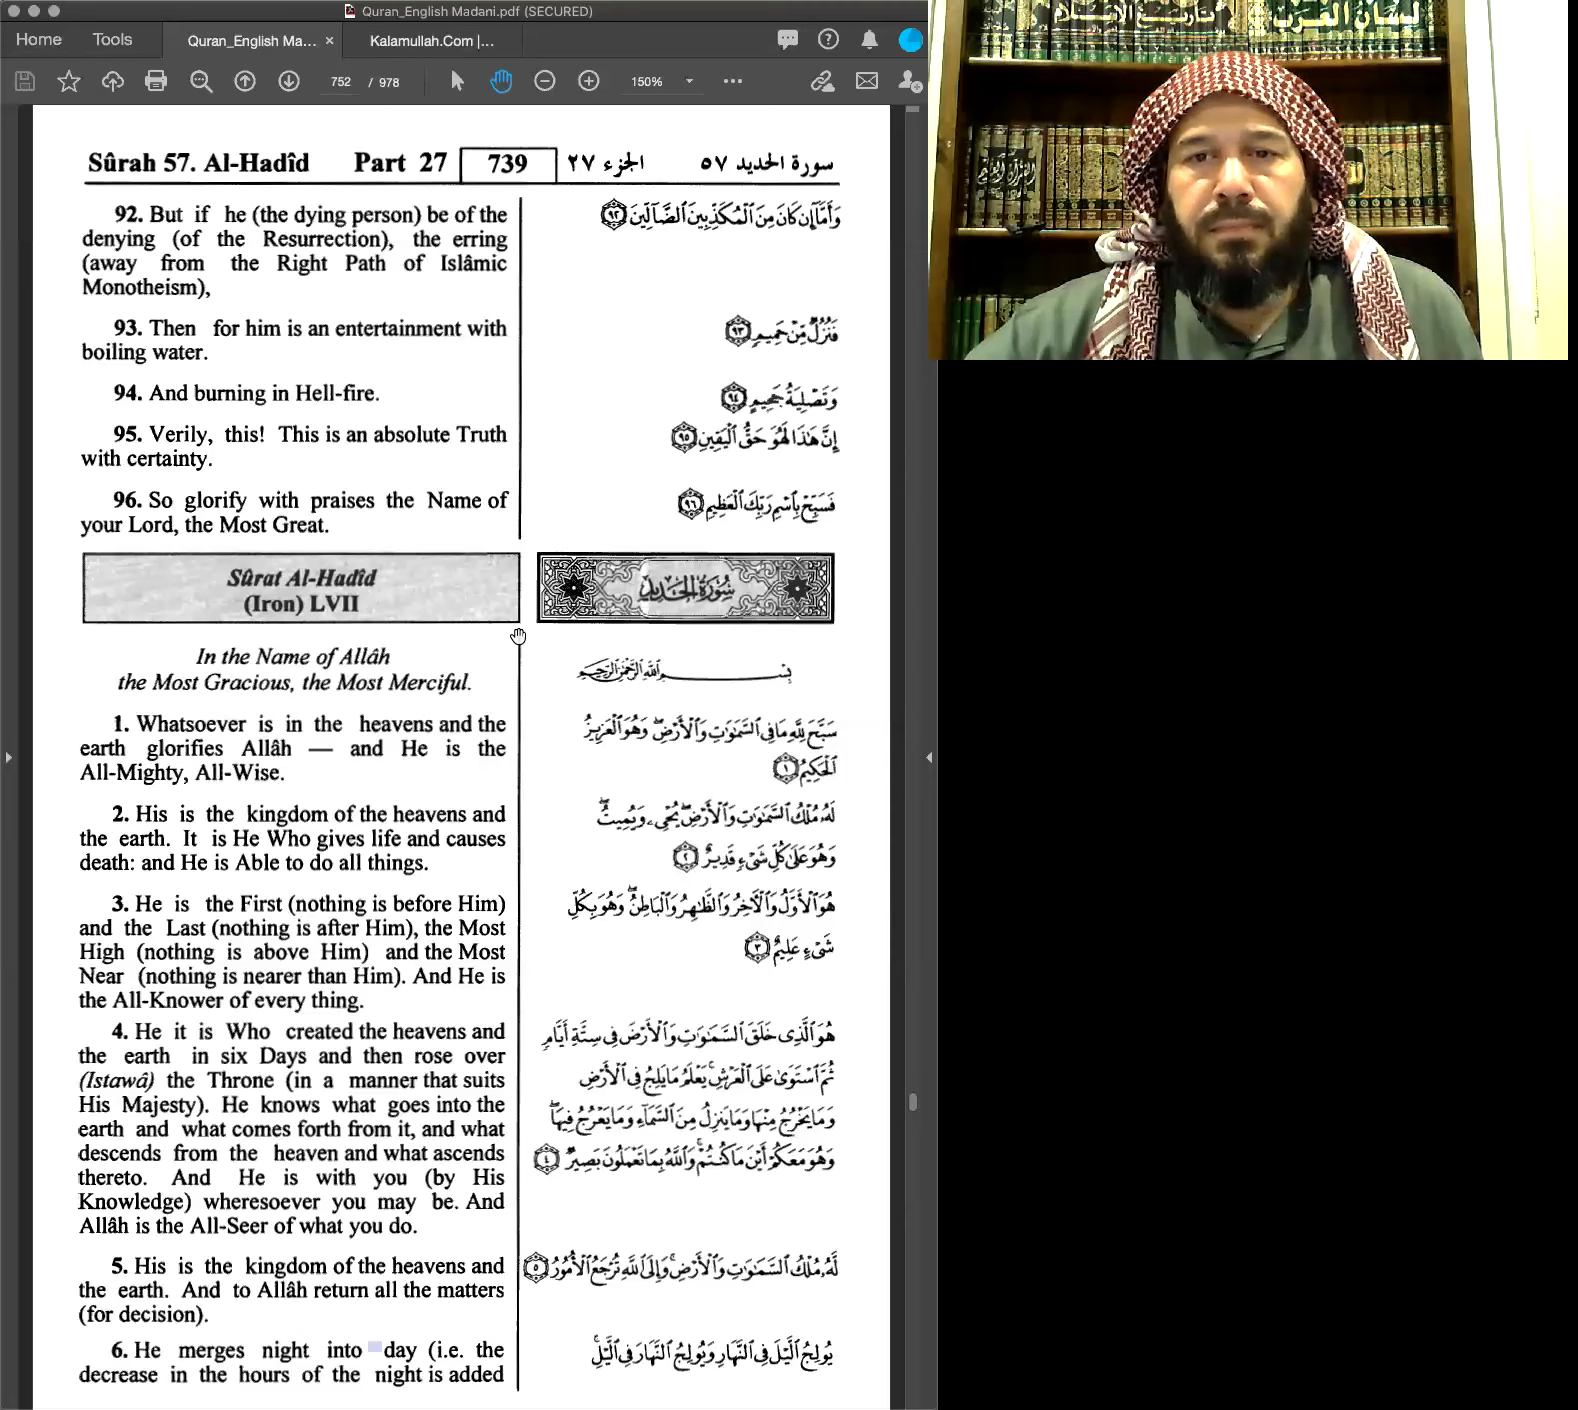 Quran_English Madani.pdf (SECURED)
Home Tools Quran_English Ma... × Kalamullah.Com |...
752 / 978 150%
Sûrah 57. Al-Hadîd Part 27 739 الجزء ٢٧ سورة الحديد ٥٧
92. But if he (the dying person) be of the
denying (of the Resurrection), the erring
(away from the Right Path of Islâmic
Monotheism),
وَأَمَّا إِن كَانَ مِنَ ٱلْمُكَذِّبِينَ ٱلضَّآلِّينَ ٩٢
93. Then for him is an entertainment with
boiling water.
فَنُزُلٌ مِّنْ حَمِيمٍ ٩٣
94. And burning in Hell-fire.
وَتَصْلِيَةُ جَحِيمٍ ٩٤
95. Verily, this! This is an absolute Truth
with certainty.
إِنَّ هَٰذَا لَهُوَ حَقُّ ٱلْيَقِينِ ٩٥
96. So glorify with praises the Name of
your Lord, the Most Great.
فَسَبِّحْ بِٱسْمِ رَبِّكَ ٱلْعَظِيمِ ٩٦
Sûrat Al-Hadîd
(Iron) LVII
سُورَةُ الحَدِيدِ
In the Name of Allâh
the Most Gracious, the Most Merciful.
بِسْمِ ٱللَّهِ ٱلرَّحْمَٰنِ ٱلرَّحِيمِ
1. Whatsoever is in the heavens and the
earth glorifies Allâh — and He is the
All-Mighty, All-Wise.
سَبَّحَ لِلَّهِ مَا فِى ٱلسَّمَٰوَٰتِ وَٱلْأَرْضِ ۖ وَهُوَ ٱلْعَزِيزُ
ٱلْحَكِيمُ ١
2. His is the kingdom of the heavens and
the earth. It is He Who gives life and causes
death: and He is Able to do all things.
لَهُۥ مُلْكُ ٱلسَّمَٰوَٰتِ وَٱلْأَرْضِ ۖ يُحْىِۦ وَيُمِيتُ ۖ
وَهُوَ عَلَىٰ كُلِّ شَىْءٍ قَدِيرٌ ٢
3. He is the First (nothing is before Him)
and the Last (nothing is after Him), the Most
High (nothing is above Him) and the Most
Near (nothing is nearer than Him). And He is
the All-Knower of every thing.
هُوَ ٱلْأَوَّلُ وَٱلْـَٔاخِرُ وَٱلظَّٰهِرُ وَٱلْبَاطِنُ ۖ وَهُوَ بِكُلِّ
شَىْءٍ عَلِيمٌ ٣
4. He it is Who created the heavens and
the earth in six Days and then rose over
(Istawâ) the Throne (in a manner that suits
His Majesty). He knows what goes into the
earth and what comes forth from it, and what
descends from the heaven and what ascends
thereto. And He is with you (by His
Knowledge) wheresoever you may be. And
Allâh is the All-Seer of what you do.
هُوَ ٱلَّذِى خَلَقَ ٱلسَّمَٰوَٰتِ وَٱلْأَرْضَ فِى سِتَّةِ أَيَّامٍ
ثُمَّ ٱسْتَوَىٰ عَلَى ٱلْعَرْشِ ۚ يَعْلَمُ مَا يَلِجُ فِى ٱلْأَرْضِ
وَمَا يَخْرُجُ مِنْهَا وَمَا يَنزِلُ مِنَ ٱلسَّمَآءِ وَمَا يَعْرُجُ فِيهَا ۖ
وَهُوَ مَعَكُمْ أَيْنَ مَا كُنتُمْ ۚ وَٱللَّهُ بِمَا تَعْمَلُونَ بَصِيرٌ ٤
5. His is the kingdom of the heavens and
the earth. And to Allâh return all the matters
(for decision).
لَّهُۥ مُلْكُ ٱلسَّمَٰوَٰتِ وَٱلْأَرْضِ ۚ وَإِلَى ٱللَّهِ تُرْجَعُ ٱلْأُمُورُ ٥
6. He merges night into day (i.e. the
decrease in the hours of the night is added
يُولِجُ ٱلَّيْلَ فِى ٱلنَّهَارِ وَيُولِجُ ٱلنَّهَارَ فِى ٱلَّيْلِ ۚ
تاريخ الإسلام
لسان العرب